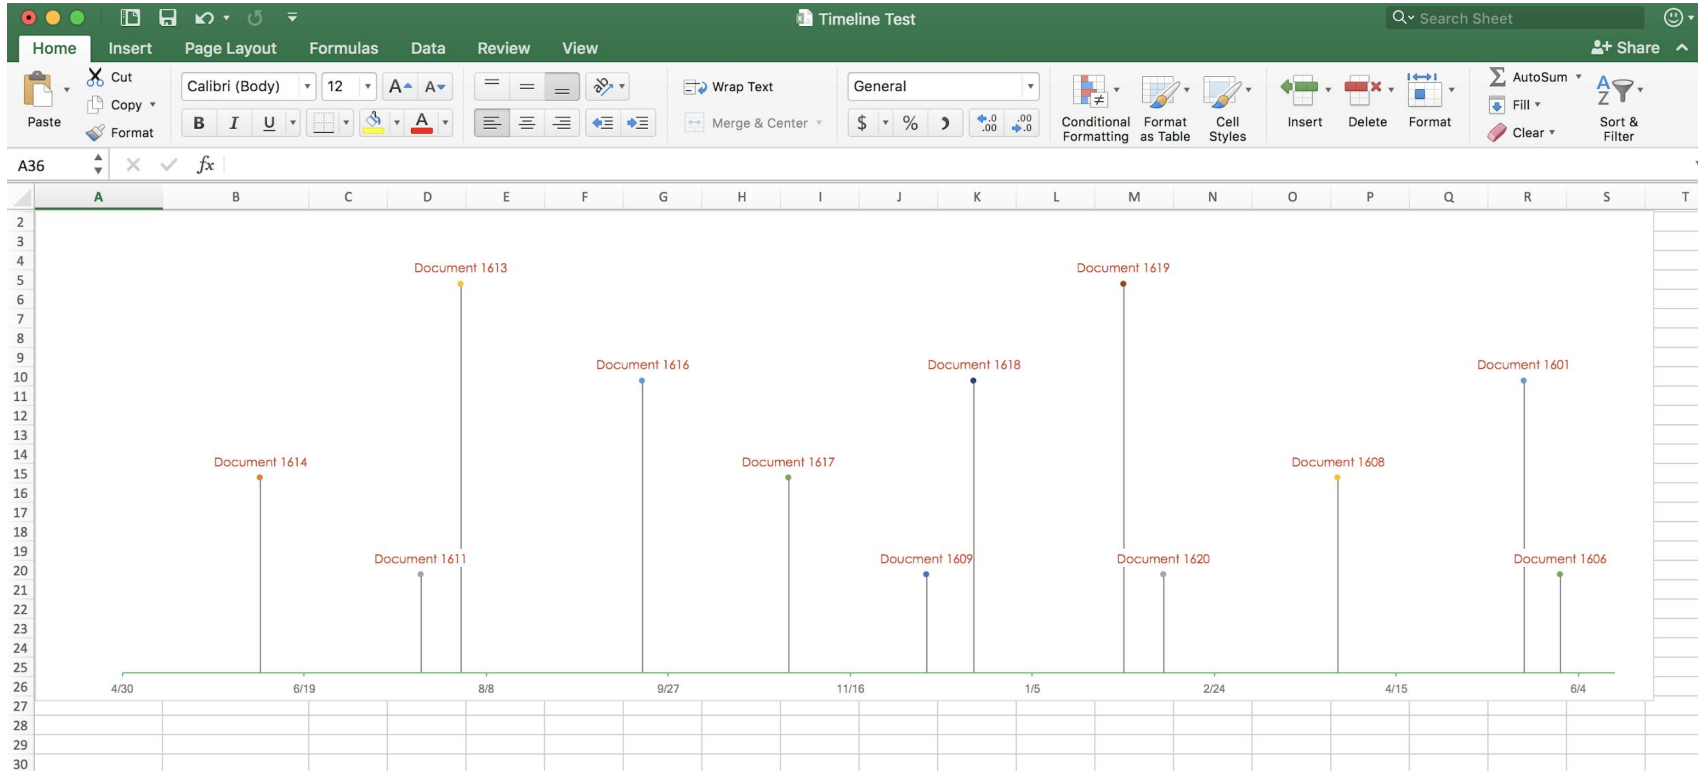 Timeline Test
Search Sheet
Home Insert Page Layout Formulas Data Review View
Share
Cut
Copy
Format
Paste
Calibri (Body) 12 A A
B I U A
Wrap Text
Merge & Center
General
$ % ) .0 .00 .00 .0
Conditional Formatting
Format as Table
Cell Styles
Insert
Delete
Format
AutoSum
Fill
Clear
A Z
Sort & Filter
A36 fx
A B C D E F G H I J K L M N O P Q R S T
2
3
4
Document 1613 Document 1619
5
6
7
8
9
Document 1616 Document 1618 Document 1601
10
11
12
13
14
Document 1614 Document 1617 Document 1608
15
16
17
18
19
Document 1611 Doucment 1609 Document 1620 Document 1606
20
21
22
23
24
25
26
4/30 6/19 8/8 9/27 11/16 1/5 2/24 4/15 6/4
27
28
29
30